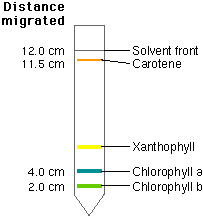 Distance
migrated
12.0 cm Solvent front
11.5 cm Carotene
Xanthophyll
4.0 cm Chlorophyll a
2.0 cm Chlorophyll b